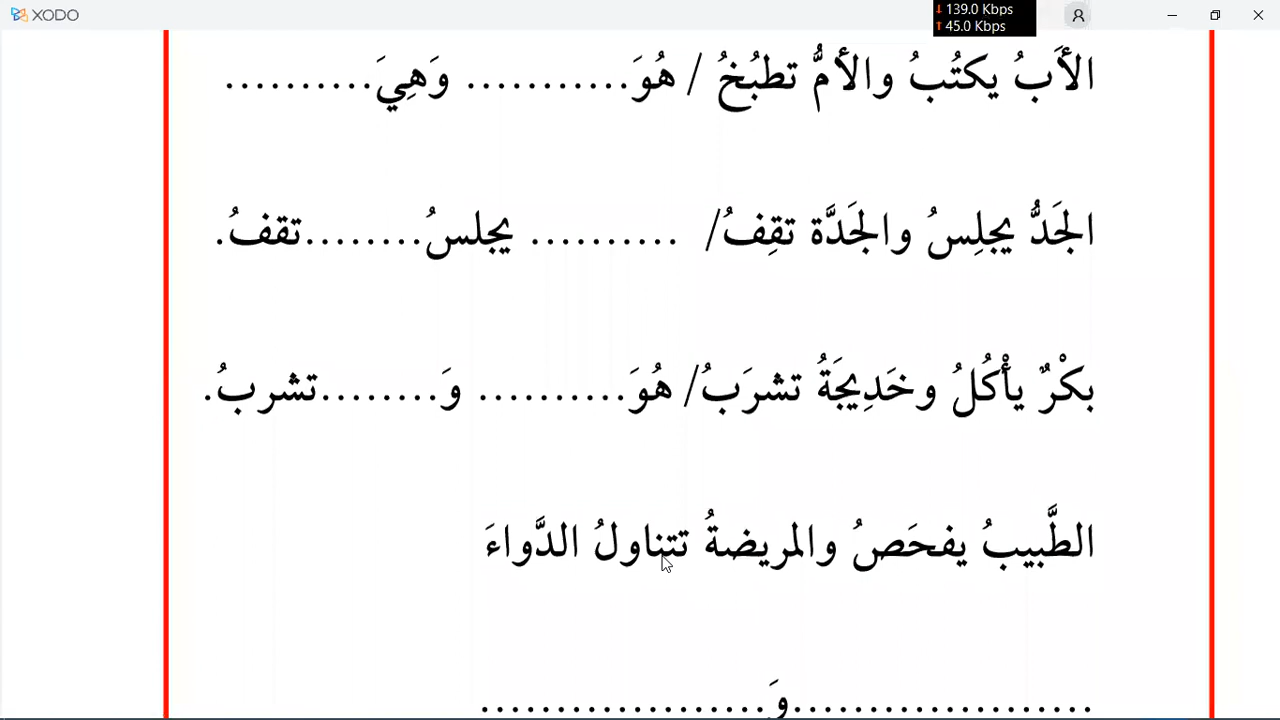 XODO
↓ 139.0 Kbps
↑ 45.0 Kbps
الأَبُ يكتُبُ والأمُّ تطبُخُ / هُوَ........... وَهِيَ..........
الجَدُّ يجلِسُ والجَدَّة تقِفُ/ .......... يجلسُ........تقفُ.
بكْرٌ يأْكُلُ وخَدِيجَةُ تشرَبُ/ هُوَ.......... وَ........تشربُ.
الطَّبيبُ يفحَصُ والمريضةُ تتناولُ الدَّواءَ
....................وَ...................